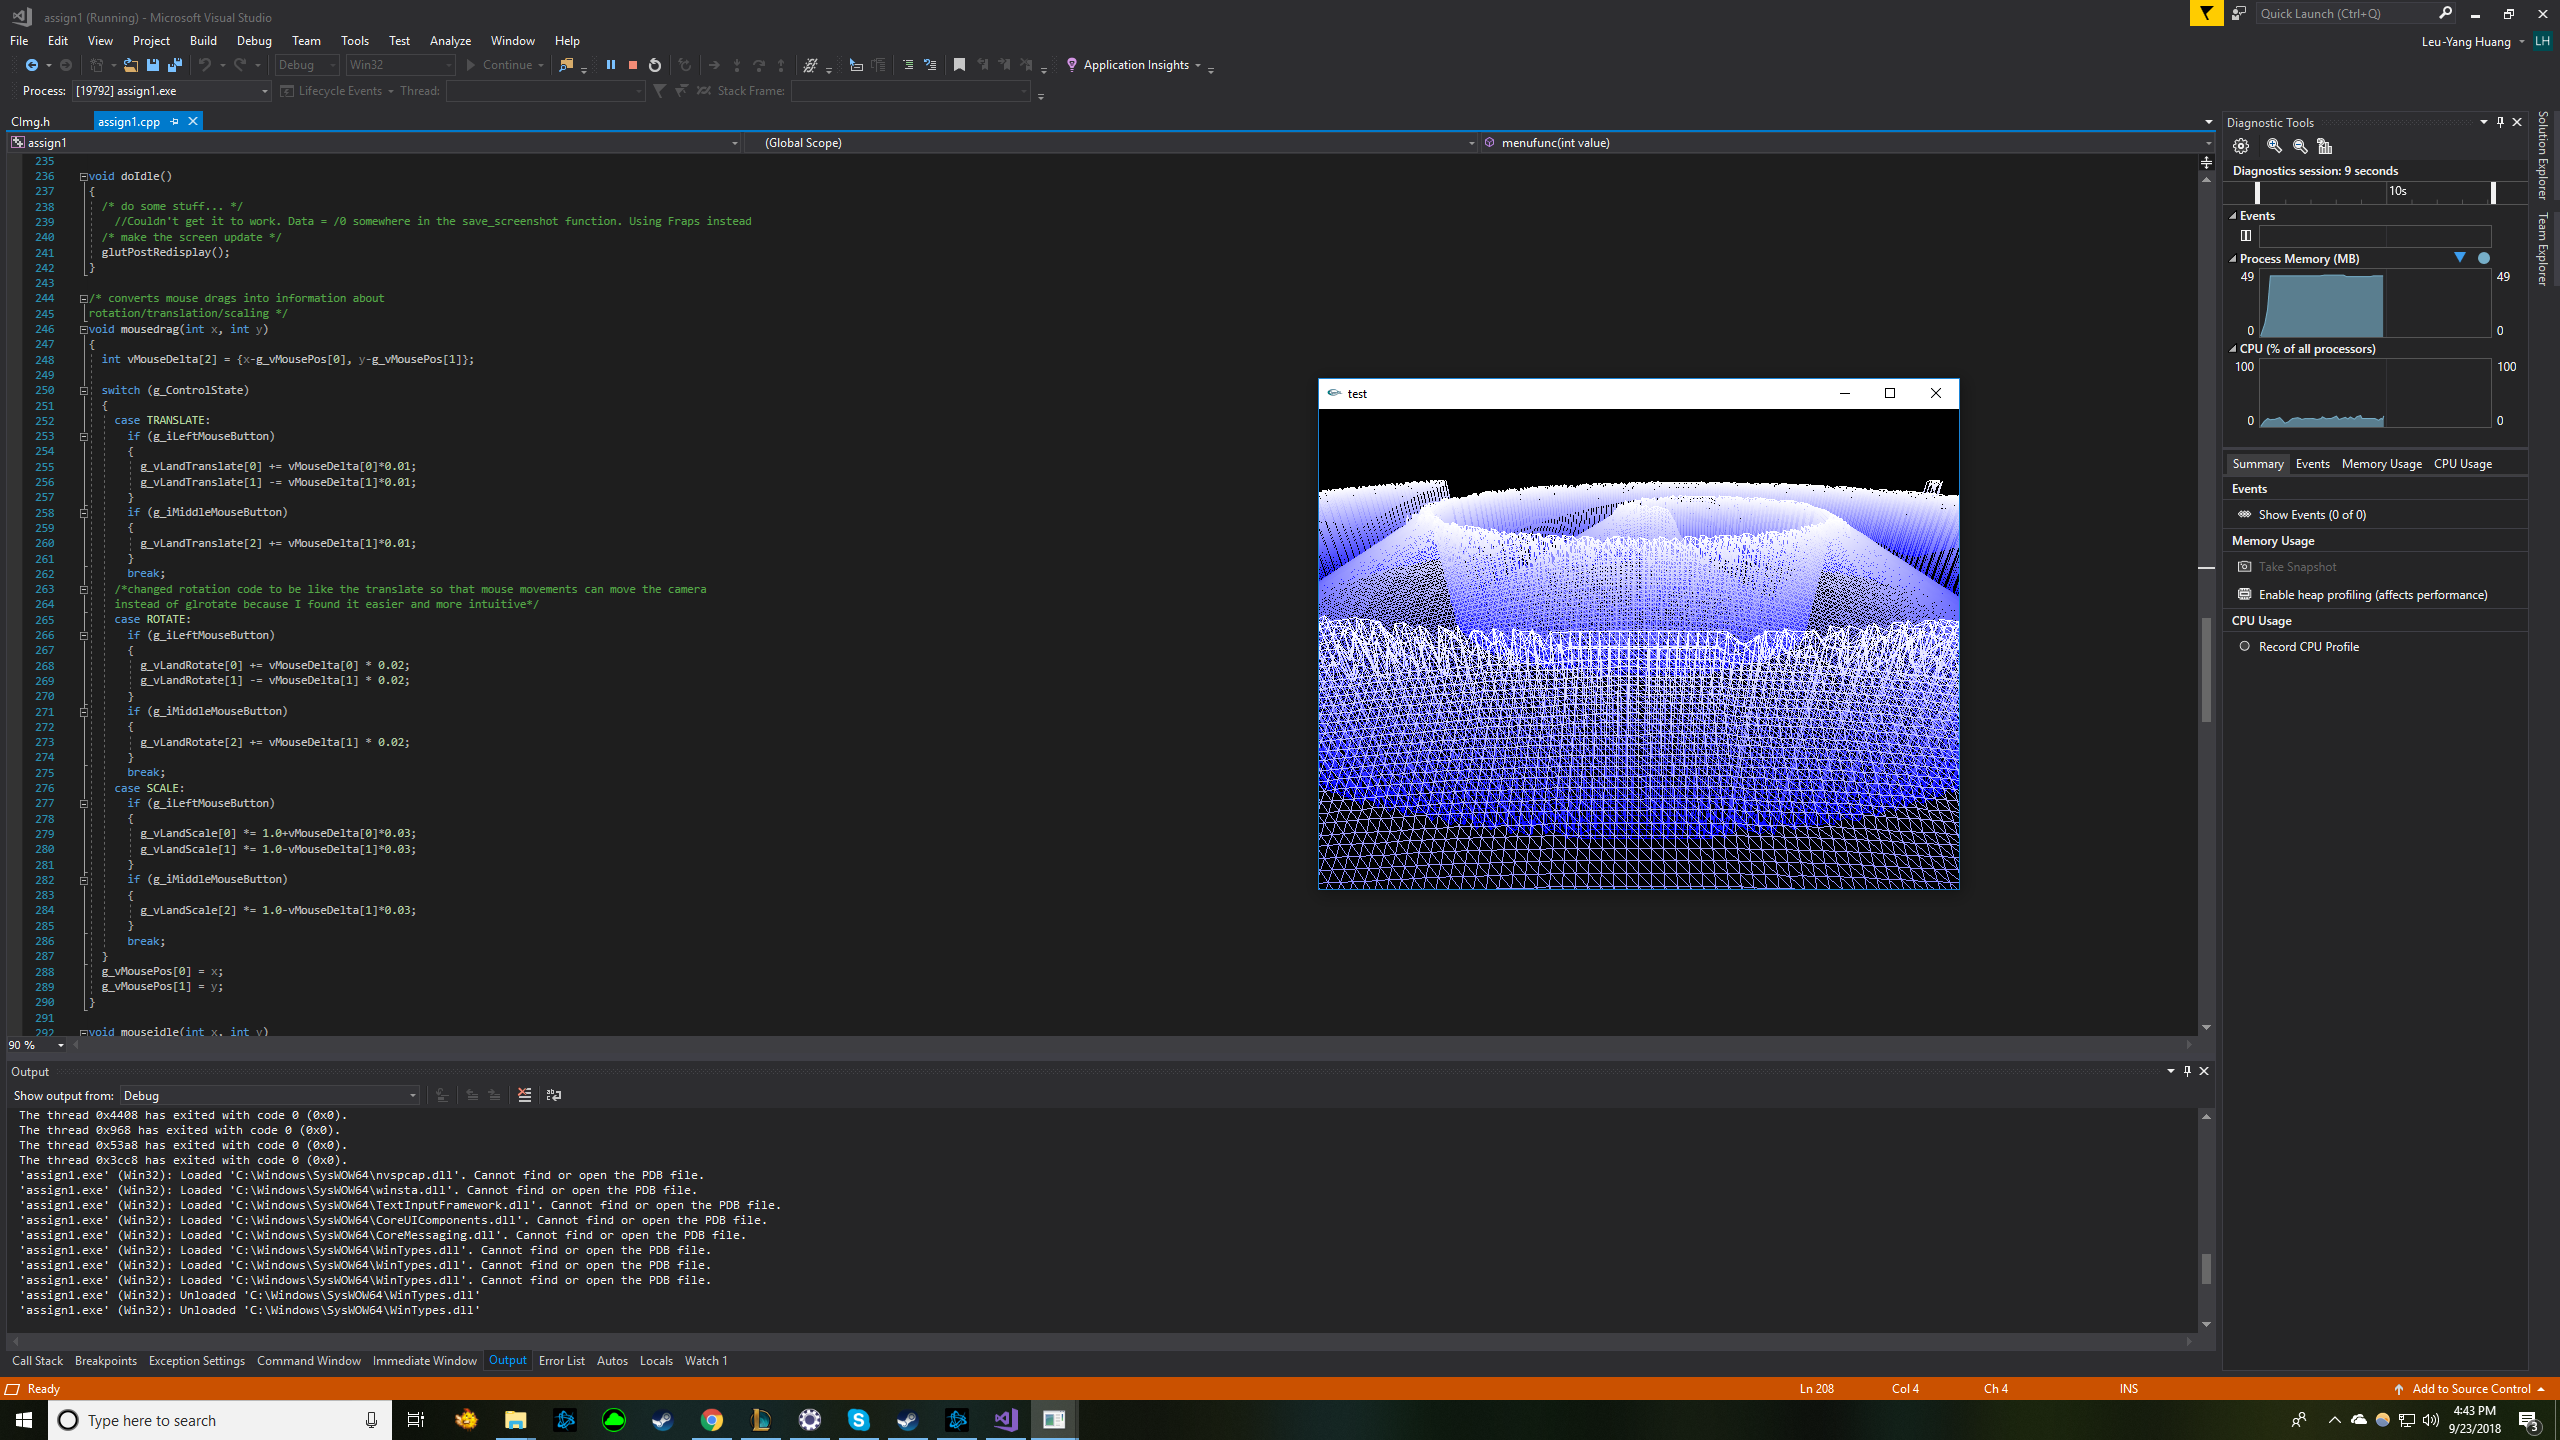 assign1 (Running) - Microsoft Visual Studio
Quick Launch (Ctrl+Q)
File Edit View Project Build Debug Team Tools Test Analyze Window Help
Leu-Yang Huang LH
Debug Win32 Continue Application Insights
Process: [19792] assign1.exe Lifecycle Events Thread: Stack Frame:
CImg.h assign1.cpp
assign1 (Global Scope) menufunc(int value)
235
236 void doIdle()
237 {
238 /* do some stuff... */
239 //Couldn't get it to work. Data = /0 somewhere in the save_screenshot function. Using Fraps instead
240 /* make the screen update */
241 glutPostRedisplay();
242 }
243
244 /* converts mouse drags into information about
245 rotation/translation/scaling */
246 void mousedrag(int x, int y)
247 {
248 int vMouseDelta[2] = {x-g_vMousePos[0], y-g_vMousePos[1]};
249
250 switch (g_ControlState)
251 {
252 case TRANSLATE:
253 if (g_iLeftMouseButton)
254 {
255 g_vLandTranslate[0] += vMouseDelta[0]*0.01;
256 g_vLandTranslate[1] -= vMouseDelta[1]*0.01;
257 }
258 if (g_iMiddleMouseButton)
259 {
260 g_vLandTranslate[2] += vMouseDelta[1]*0.01;
261 }
262 break;
263 /*changed rotation code to be like the translate so that mouse movements can move the camera
264 instead of glrotate because I found it easier and more intuitive*/
265 case ROTATE:
266 if (g_iLeftMouseButton)
267 {
268 g_vLandRotate[0] += vMouseDelta[0] * 0.02;
269 g_vLandRotate[1] -= vMouseDelta[1] * 0.02;
270 }
271 if (g_iMiddleMouseButton)
272 {
273 g_vLandRotate[2] += vMouseDelta[1] * 0.02;
274 }
275 break;
276 case SCALE:
277 if (g_iLeftMouseButton)
278 {
279 g_vLandScale[0] *= 1.0+vMouseDelta[0]*0.03;
280 g_vLandScale[1] *= 1.0-vMouseDelta[1]*0.03;
281 }
282 if (g_iMiddleMouseButton)
283 {
284 g_vLandScale[2] *= 1.0-vMouseDelta[1]*0.03;
285 }
286 break;
287 }
288 g_vMousePos[0] = x;
289 g_vMousePos[1] = y;
290 }
291
292 void mouseidle(int x, int y)
90 %
test
Diagnostic Tools
Diagnostics session: 9 seconds
10s
Events
Process Memory (MB)
49 49
0 0
CPU (% of all processors)
100 100
0 0
Summary Events Memory Usage CPU Usage
Events
Show Events (0 of 0)
Memory Usage
Take Snapshot
Enable heap profiling (affects performance)
CPU Usage
Record CPU Profile
Solution Explorer
Team Explorer
Output
Show output from: Debug
The thread 0x4408 has exited with code 0 (0x0).
The thread 0x968 has exited with code 0 (0x0).
The thread 0x53a8 has exited with code 0 (0x0).
The thread 0x3cc8 has exited with code 0 (0x0).
'assign1.exe' (Win32): Loaded 'C:\Windows\SysWOW64\nvspcap.dll'. Cannot find or open the PDB file.
'assign1.exe' (Win32): Loaded 'C:\Windows\SysWOW64\winsta.dll'. Cannot find or open the PDB file.
'assign1.exe' (Win32): Loaded 'C:\Windows\SysWOW64\TextInputFramework.dll'. Cannot find or open the PDB file.
'assign1.exe' (Win32): Loaded 'C:\Windows\SysWOW64\CoreUIComponents.dll'. Cannot find or open the PDB file.
'assign1.exe' (Win32): Loaded 'C:\Windows\SysWOW64\CoreMessaging.dll'. Cannot find or open the PDB file.
'assign1.exe' (Win32): Loaded 'C:\Windows\SysWOW64\WinTypes.dll'. Cannot find or open the PDB file.
'assign1.exe' (Win32): Loaded 'C:\Windows\SysWOW64\WinTypes.dll'. Cannot find or open the PDB file.
'assign1.exe' (Win32): Loaded 'C:\Windows\SysWOW64\WinTypes.dll'. Cannot find or open the PDB file.
'assign1.exe' (Win32): Unloaded 'C:\Windows\SysWOW64\WinTypes.dll'
'assign1.exe' (Win32): Unloaded 'C:\Windows\SysWOW64\WinTypes.dll'
Call Stack Breakpoints Exception Settings Command Window Immediate Window Output Error List Autos Locals Watch 1
Ready Ln 208 Col 4 Ch 4 INS Add to Source Control
Type here to search
4:43 PM
9/23/2018
3